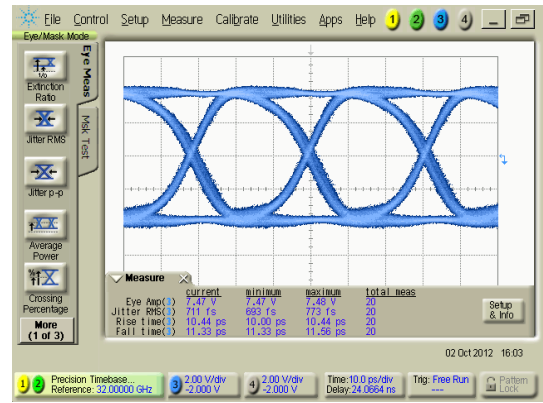 File Control Setup Measure Calibrate Utilities Apps Help 1 2 3 4
Eye/Mask Mode
Extinction
Ratio
Jitter RMS
Jitter p-p
Average
Power
Crossing
Percentage
More
(1 of 3)
Eye Meas
Msk Test
Measure
current minimum maximum total meas
Eye Amp(3) 7.47 V 7.47 V 7.48 V 20
Jitter RMS(3) 711 fs 693 fs 773 fs 20
Rise time(3) 10.44 ps 10.00 ps 10.44 ps 20
Fall time(3) 11.33 ps 11.33 ps 11.56 ps 20
Setup
& Info
02 Oct 2012 16:03
1 2 Precision Timebase...
Reference: 32.00000 GHz
3 2.00 V/div
-2.000 V
4 2.00 V/div
-2.000 V
Time:10.0 ps/div
Delay:24.0664 ns
Trig: Free Run
---
Pattern
Lock